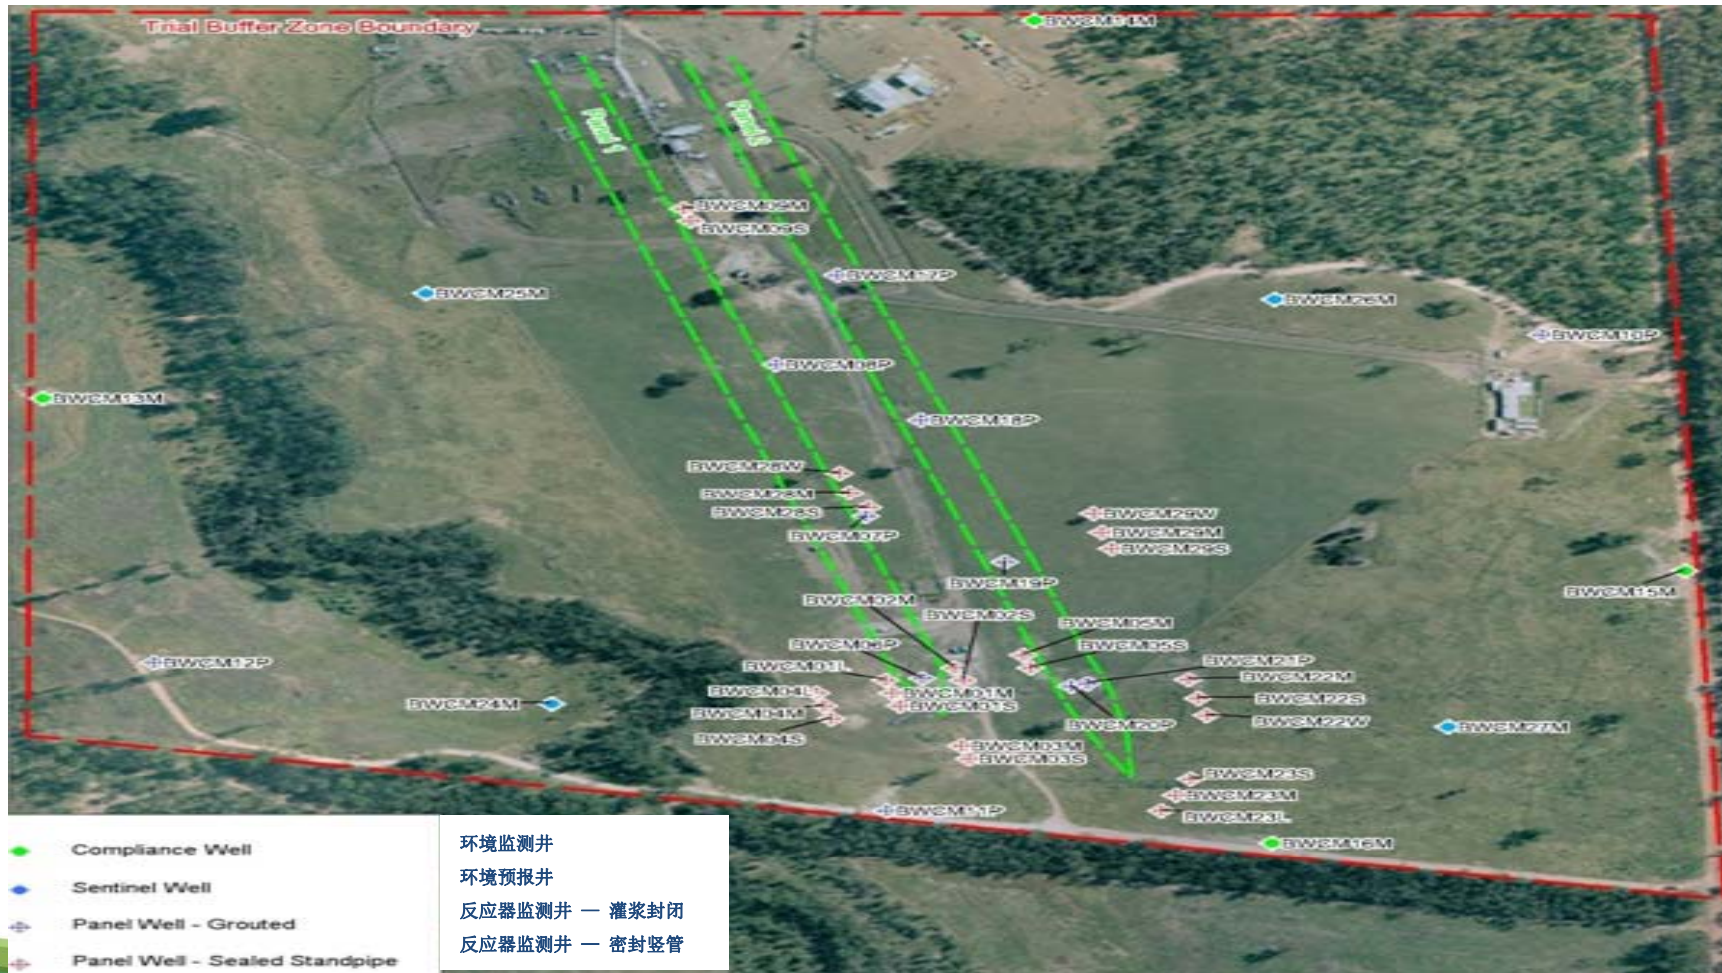 Trial Buffer Zone Boundary
BWCM14M
Panel 1
Panel 2
BWCM09M
BWCM09S
BWCM17P
BWCM25M
BWCM26M
BWCM10P
BWCM08P
BWCM13M
BWCM18P
BWCM28W
BWCM28M
BWCM28S
BWCM07P
BWCM29W
BWCM29M
BWCM29S
BWCM19P
BWCM15M
BWCM02M
BWCM02S
BWCM05M
BWCM05S
BWCM06P
BWCM21P
BWCM12P
BWCM01L
BWCM22M
BWCM04L
BWCM01M
BWCM22S
BWCM24M
BWCM01S
BWCM04M
BWCM22W
BWCM20P
BWCM27M
BWCM04S
BWCM03M
BWCM03S
BWCM23S
BWCM23M
BWCM11P
BWCM23L
BWCM16M
Compliance Well
Sentinel Well
Panel Well - Grouted
Panel Well - Sealed Standpipe
环境监测井
环境预报井
反应器监测井 — 灌浆封闭
反应器监测井 — 密封竖管